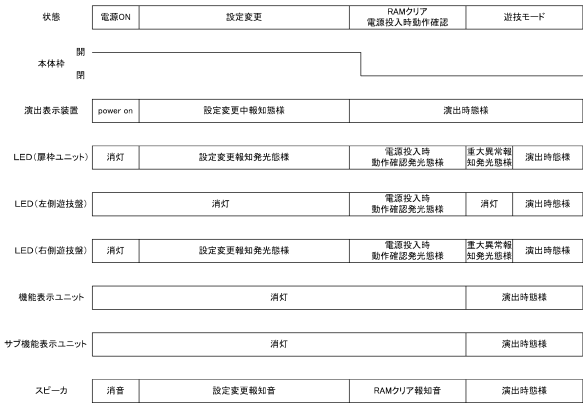 状態 電源ON 設定変更 RAMクリア 遊技モード
電源投入時動作確認
開
本体枠
閉
演出表示装置 power on 設定変更中報知態様 演出時態様
LED(扉枠ユニット) 消灯 設定変更報知発光態様 電源投入時 重大異常報 演出時態様
動作確認発光態様 知発光態様
LED(左側遊技盤) 消灯 電源投入時 消灯 演出時態様
動作確認発光態様
LED(右側遊技盤) 消灯 設定変更報知発光態様 電源投入時 重大異常報 演出時態様
動作確認発光態様 知発光態様
機能表示ユニット 消灯 演出時態様
サブ機能表示ユニット 消灯 演出時態様
スピーカ 消音 設定変更報知音 RAMクリア報知音 演出時態様